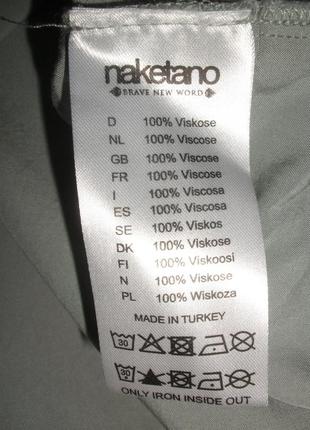 naketano
BRAVE NEW WORD
D 100% Viskose
NL 100% Viscose
GB 100% Viscose
FR 100% Viscose
I 100% Viscosa
ES 100% Viscosa
SE 100% Viskos
DK 100% Viskose
FI 100% Viskoosi
N 100% Viskose
PL 100% Wiskoza
MADE IN TURKEY
30
30
ONLY IRON INSIDE OUT